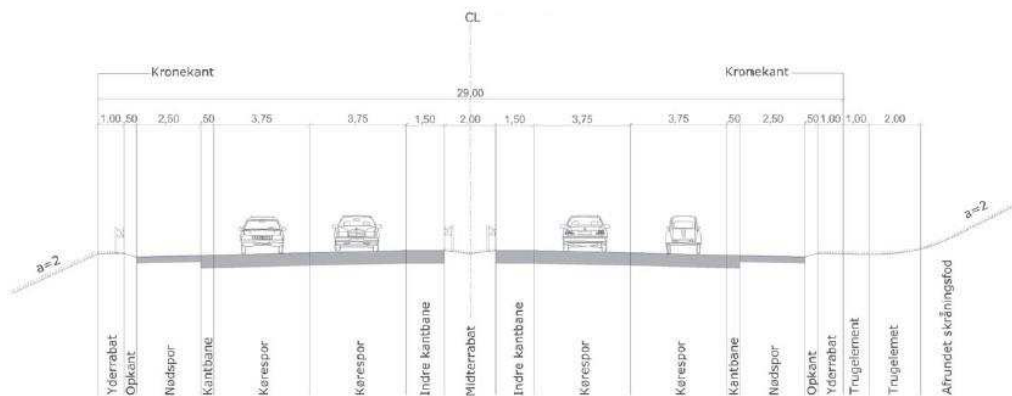 CL
Kronekant
Kronekant
29,00
1.00 ,50 2,50 ,50 3,75 3,75 1,50 2.00 1,50 3,75 3,75 ,50 2,50 ,50 1,00 1,00 2,00
a=2
a=2
Yderrabat
Opkant
Nødspor
Kantbane
Kørespor
Kørespor
Indre kantbane
Midterrabat
Indre kantbane
Kørespor
Kørespor
Kantbane
Nødspor
Opkant
Yderrabat
Trugelement
Trugelemet
Afrundet skråningsfod